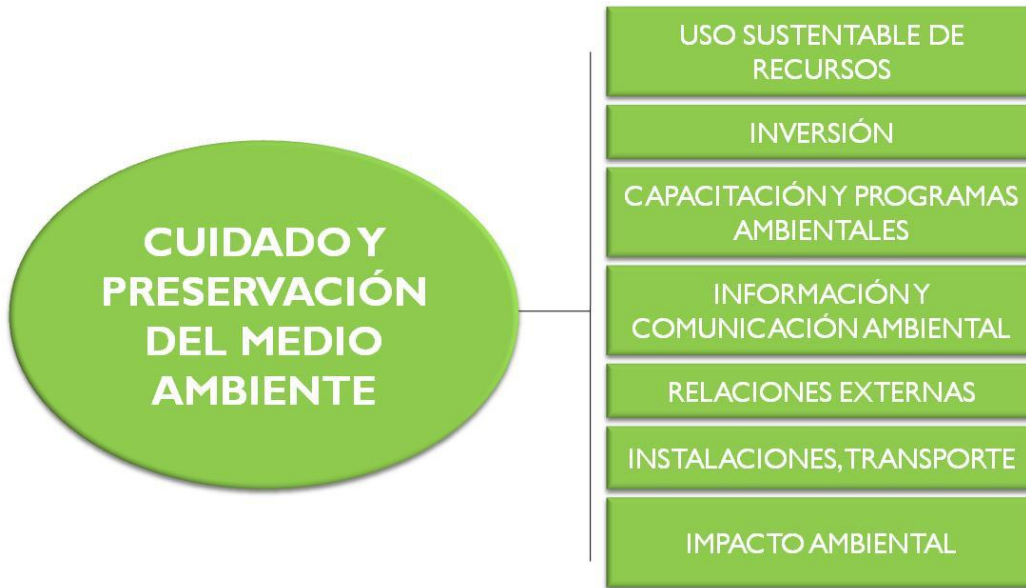 CUIDADO Y
PRESERVACIÓN
DEL MEDIO
AMBIENTE
USO SUSTENTABLE DE
RECURSOS
INVERSIÓN
CAPACITACIÓN Y PROGRAMAS
AMBIENTALES
INFORMACIÓN Y
COMUNICACIÓN AMBIENTAL
RELACIONES EXTERNAS
INSTALACIONES, TRANSPORTE
IMPACTO AMBIENTAL